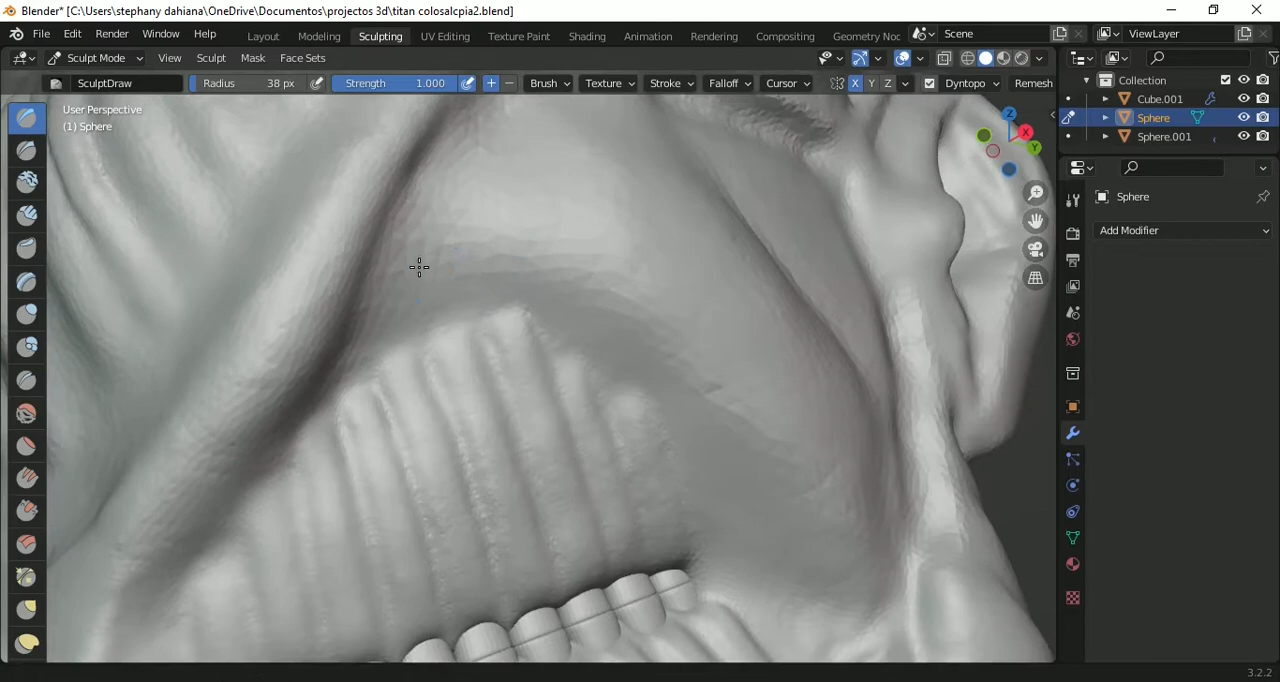 Blender* [C:\Users\stephany dahiana\OneDrive\Documentos\projectos 3d\titan colosalcpia2.blend]
File Edit Render Window Help Layout Modeling Sculpting UV Editing Texture Paint Shading Animation Rendering Compositing Geometry Noc Scene ViewLayer
Sculpt Mode View Sculpt Mask Face Sets
SculptDraw Radius 38 px Strength 1.000 Brush Texture Stroke Falloff Cursor X Y Z Dyntopo Remesh
User Perspective
(1) Sphere
Z
X
Y
Collection
Cube.001
Sphere
Sphere.001
Sphere
Add Modifier
3.2.2